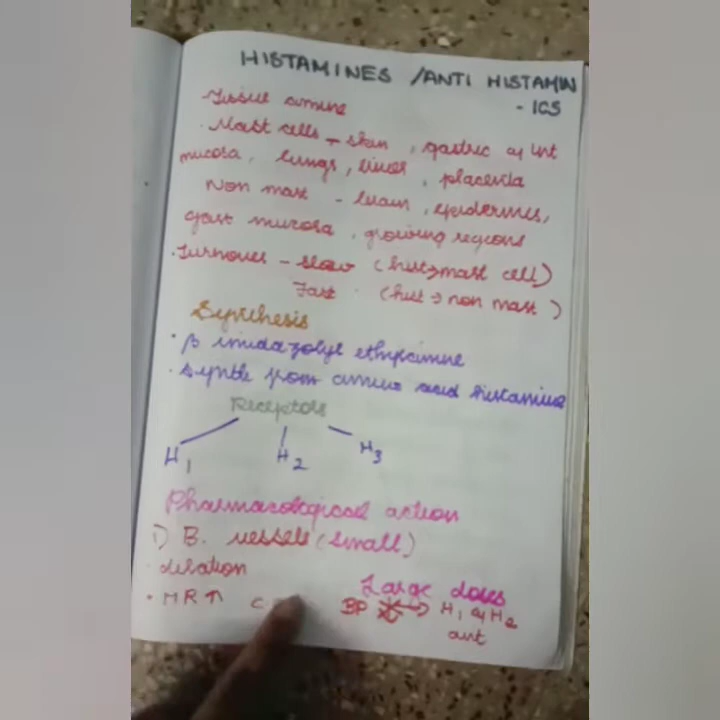 HISTAMINES /ANTI HISTAMIN
- ICS
Tissue amine
. Mast cells - skin, gastric & int
mucosa, lungs, liver, placenta
Non mast - brain, epidermis,
gast mucosa, growing regions
. Turnover - slow (hist → mast cell)
Fast. (hist → non mast)
Synthesis
. β imidazolyl ethylamine
. Synthe from amino acid histamine
Receptors
H1 H2 H3
Pharmacological action
1) B. vessels (small)
. dilation
Large doses
. HR↑ C
BP H1 & H2
ant